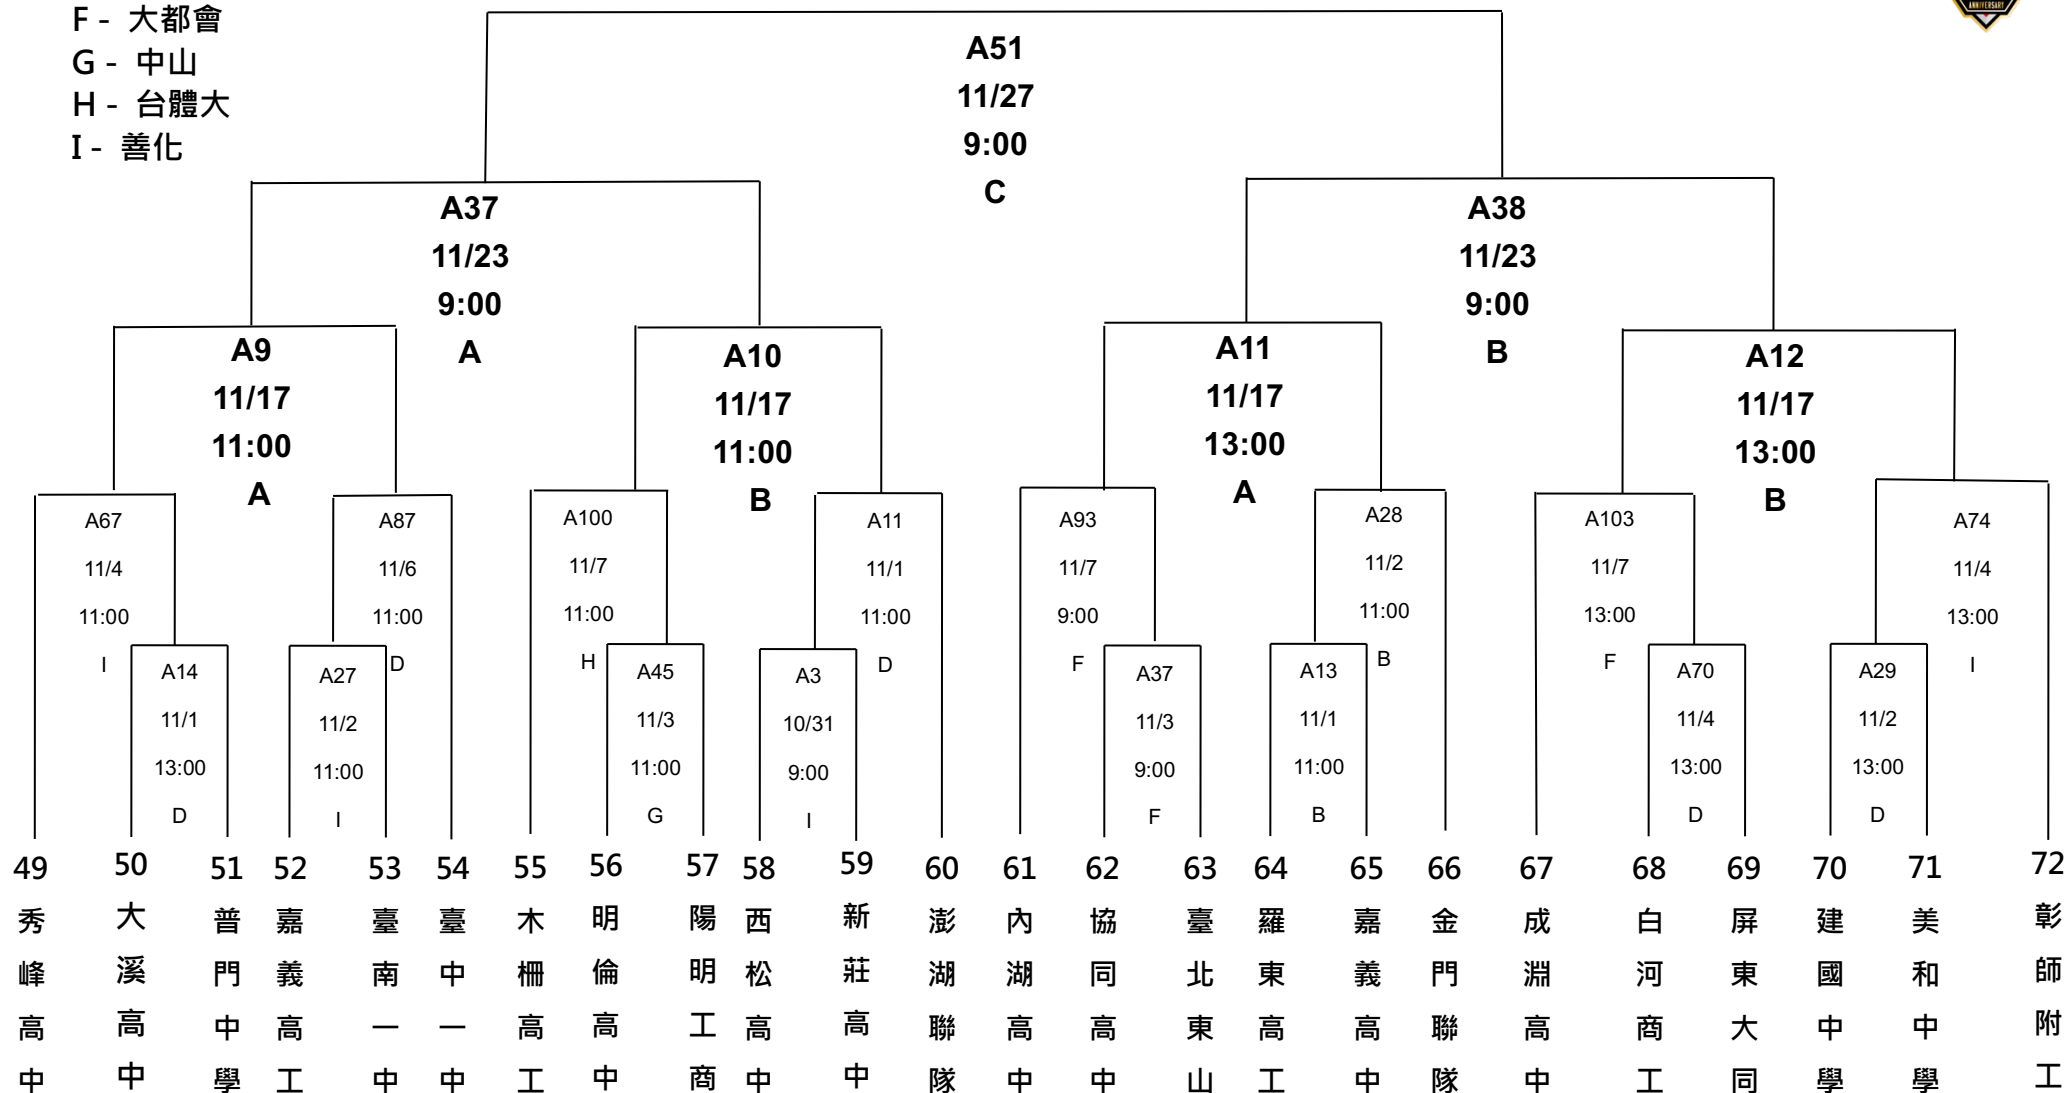 F - 大都會
G - 中山
H - 台體大
I - 善化
ANNIVERSARY
A51
11/27
9:00
C
A37
11/23
9:00
A
A38
11/23
9:00
B
A9
11/17
11:00
A
A10
11/17
11:00
B
A11
11/17
13:00
A
A12
11/17
13:00
B
A67
11/4
11:00
I
A87
11/6
11:00
D
A100
11/7
11:00
H
A11
11/1
11:00
D
A93
11/7
9:00
F
A28
11/2
11:00
B
A103
11/7
13:00
F
A74
11/4
13:00
I
A14
11/1
13:00
D
A27
11/2
11:00
I
A45
11/3
11:00
G
A3
10/31
9:00
I
A37
11/3
9:00
F
A13
11/1
11:00
B
A70
11/4
13:00
D
A29
11/2
13:00
D
49
秀峰高中
50
大溪高中
51
普門中學
52
嘉義高工
53
臺南一中
54
臺中一中
55
木柵高工
56
明倫高中
57
陽明工商
58
西松高中
59
新莊高中
60
澎湖聯隊
61
內湖高中
62
協同高中
63
臺北東山
64
羅東高工
65
嘉義高中
66
金門聯隊
67
成淵高中
68
白河商工
69
屏東大同
70
建國中學
71
美和中學
72
彰師附工